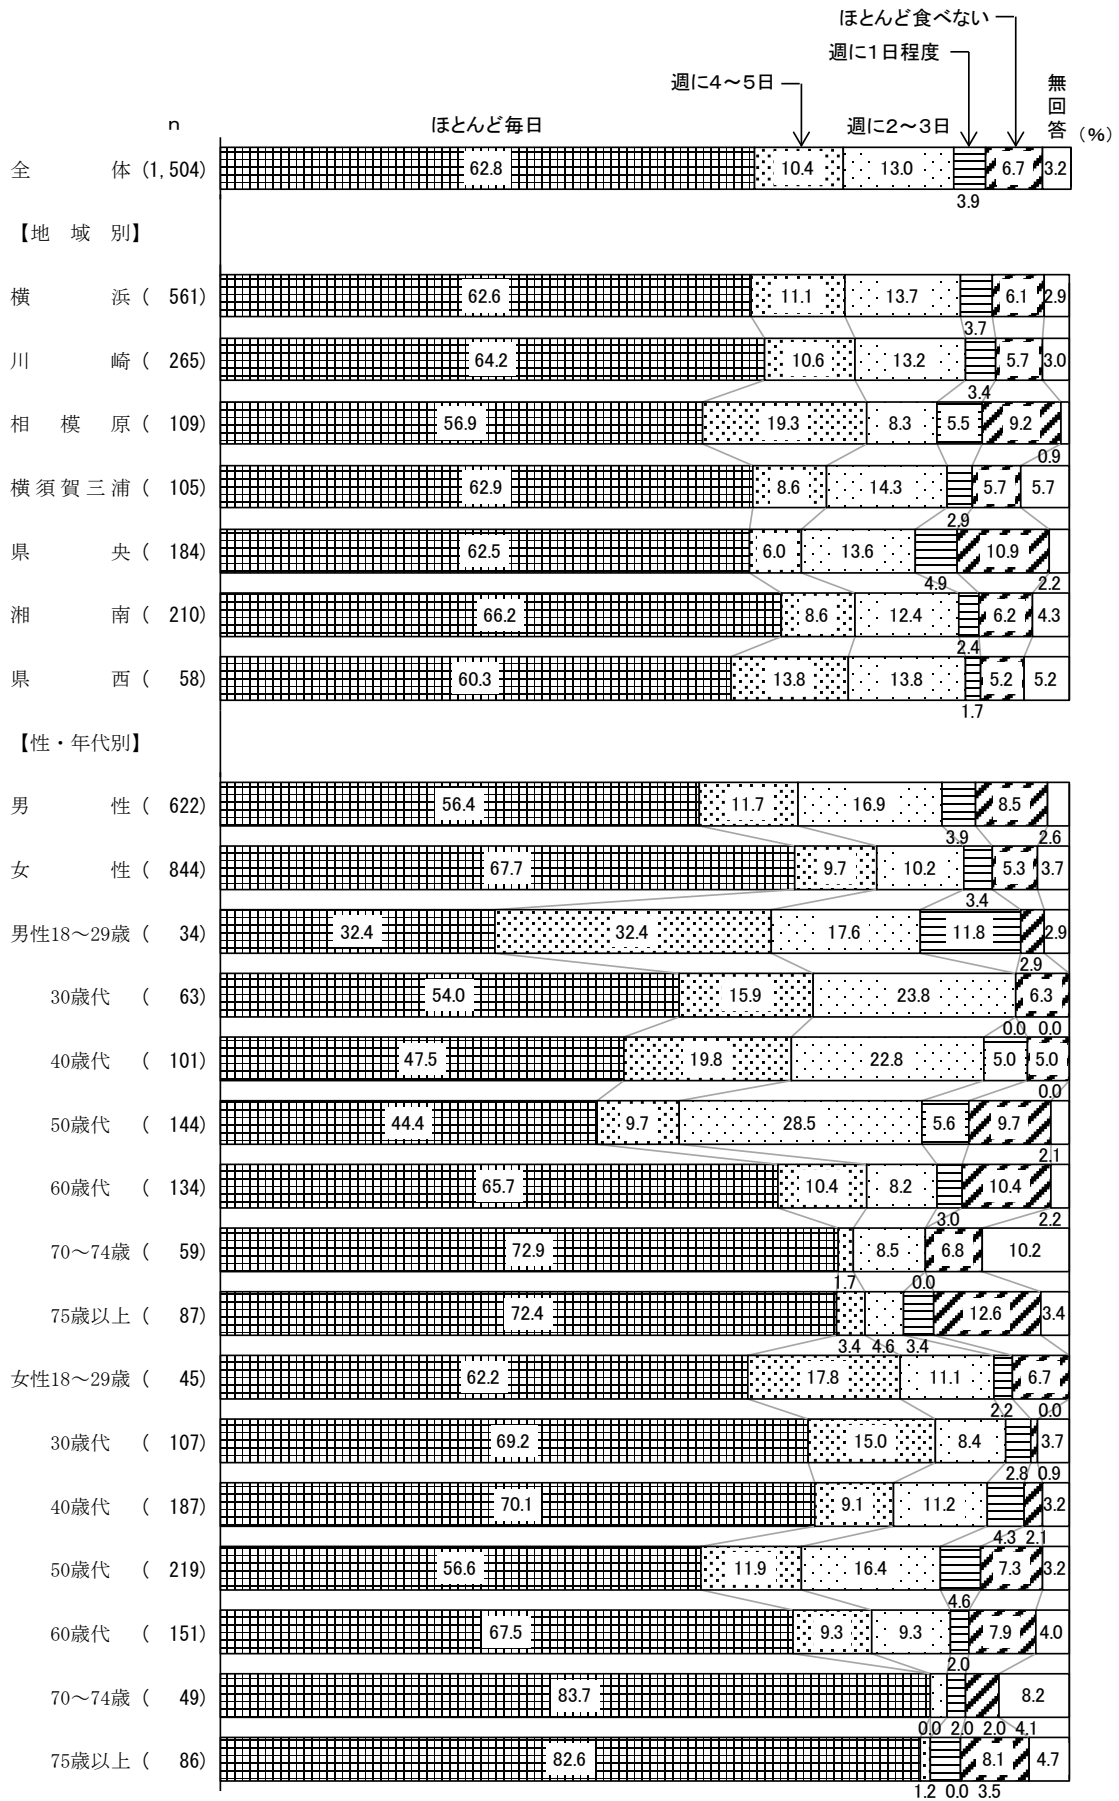 ほとんど食べない
週に1日程度
週に4～5日
無回答
n
ほとんど毎日
週に2～3日
(%)
全体 (1,504) 62.8 10.4 13.0 6.7 3.2
3.9
【地域別】
横浜 ( 561) 62.6 11.1 13.7 6.1 2.9
3.7
川崎 ( 265) 64.2 10.6 13.2 5.7 3.0
3.4
相模原 ( 109) 56.9 19.3 8.3 5.5 9.2
0.9
横須賀三浦 ( 105) 62.9 8.6 14.3 5.7 5.7
2.9
県央 ( 184) 62.5 6.0 13.6 10.9
4.9 2.2
湘南 ( 210) 66.2 8.6 12.4 6.2 4.3
2.4
県西 ( 58) 60.3 13.8 13.8 5.2 5.2
1.7
【性・年代別】
男性 ( 622) 56.4 11.7 16.9 8.5
3.9 2.6
女性 ( 844) 67.7 9.7 10.2 5.3 3.7
3.4
男性18～29歳 ( 34) 32.4 32.4 17.6 11.8 2.9
2.9
30歳代 ( 63) 54.0 15.9 23.8 6.3
0.0 0.0
40歳代 ( 101) 47.5 19.8 22.8 5.0 5.0
0.0
50歳代 ( 144) 44.4 9.7 28.5 5.6 9.7
2.1
60歳代 ( 134) 65.7 10.4 8.2 10.4
3.0 2.2
70～74歳 ( 59) 72.9 8.5 6.8 10.2
1.7 0.0
75歳以上 ( 87) 72.4 12.6 3.4
3.4 4.6 3.4
女性18～29歳 ( 45) 62.2 17.8 11.1 6.7
2.2 0.0
30歳代 ( 107) 69.2 15.0 8.4 3.7
2.8 0.9
40歳代 ( 187) 70.1 9.1 11.2 3.2
4.3 2.1
50歳代 ( 219) 56.6 11.9 16.4 7.3 3.2
4.6
60歳代 ( 151) 67.5 9.3 9.3 7.9 4.0
2.0
70～74歳 ( 49) 83.7 8.2
0.0 2.0 2.0 4.1
75歳以上 ( 86) 82.6 8.1 4.7
1.2 0.0 3.5